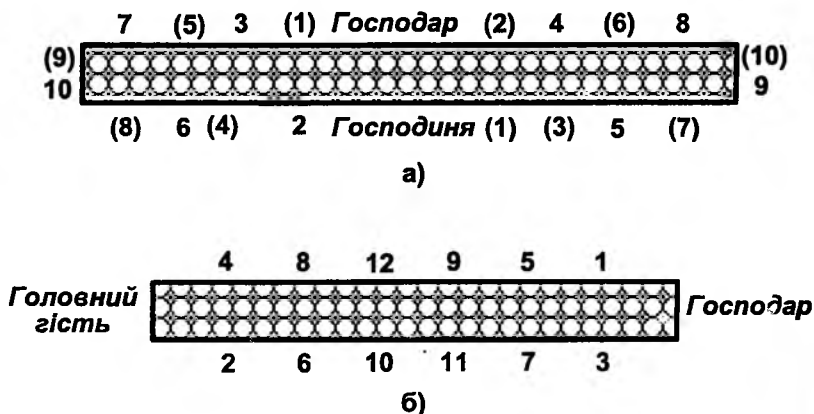 7 (5) 3 (1) Господар (2) 4 (6) 8
(9) (10)
10 9
(8) 6 (4) 2 Господиня (1) (3) 5 (7)
а)
4 8 12 9 5 1
Головний
гість
Господар
2 6 10 11 7 3
б)